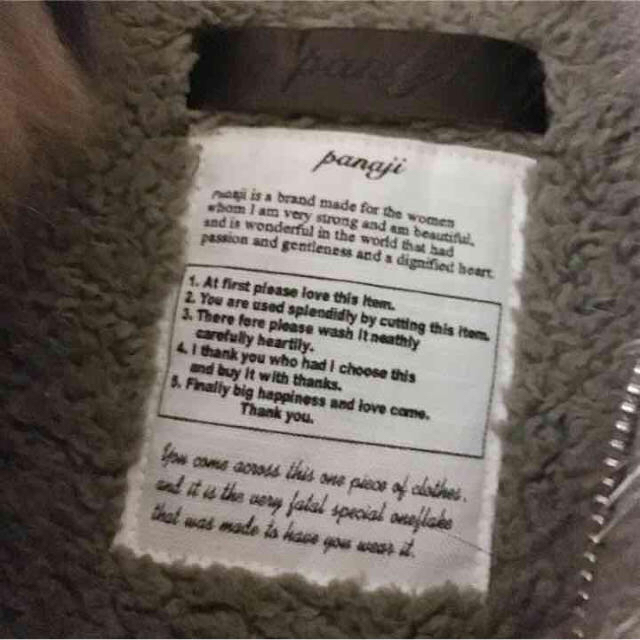 panaji
panaji
panaji is a brand made for the women
whom I am very strong and am beautiful,
and is wonderful in the world that had
passion and gentleness and a dignified heart.
1. At first please love this item.
2. You are used splendidly by cutting this item.
3. There fore please wash it neathly
carefully heartily.
4. I thank you who had I choose this
and buy it with thanks.
5. Finally big happiness and love come.
Thank you.
You come across this one piece of clothes,
and it is the very fatal special oneflake
that was made to have you wear it.